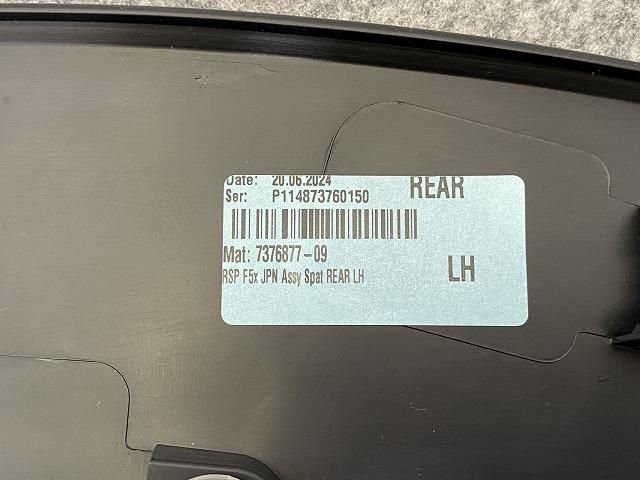 Date: 20.06.2024 REAR
Ser: P114873760150
Mat: 7376877-09
RSP F5x JPN Assy Spat REAR LH
LH